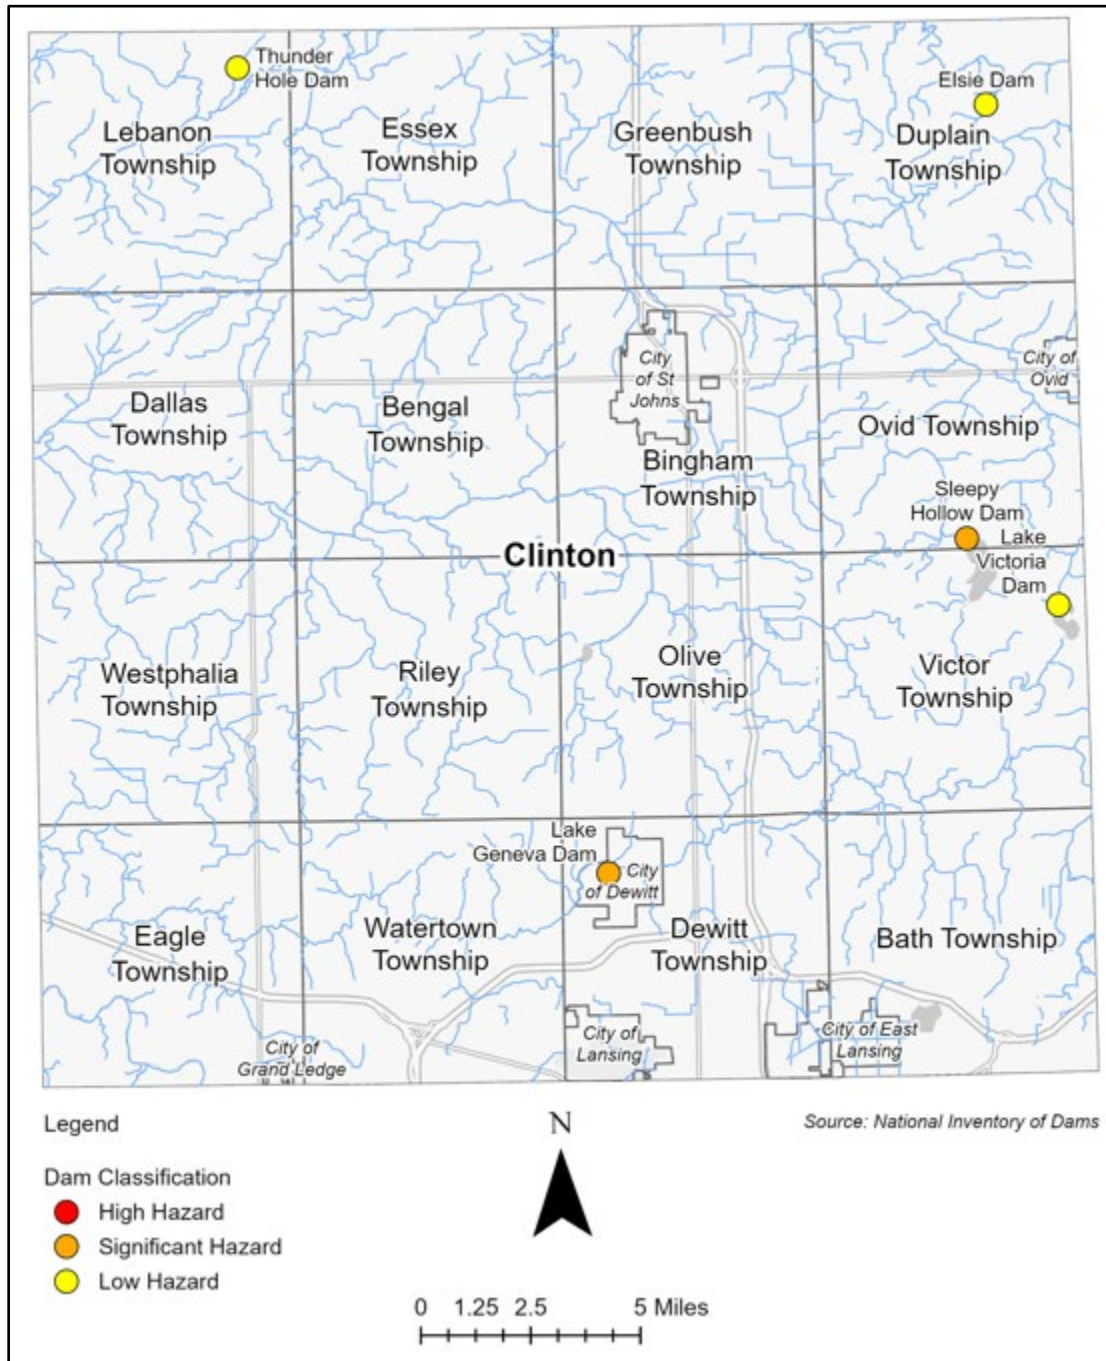 Thunder
Hole Dam
Elsie Dam
Lebanon
Township
Essex
Township
Greenbush
Township
Duplain
Township
City
of St
Johns
City of
Ovid
Dallas
Township
Bengal
Township
Bingham
Township
Ovid Township
Sleepy
Hollow Dam
Lake
Victoria
Dam
Clinton
Westphalia
Township
Riley
Township
Olive
Township
Victor
Township
Lake
Geneva Dam
City
of Dewitt
Eagle
Township
Watertown
Township
Dewitt
Township
Bath Township
City of
Grand Ledge
City of
Lansing
City of East
Lansing
Legend
N
Source: National Inventory of Dams
Dam Classification
High Hazard
Significant Hazard
Low Hazard
0 1.25 2.5 5 Miles